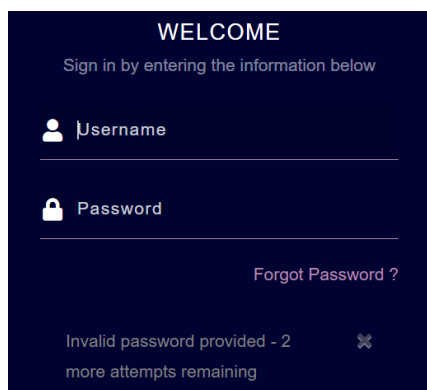 WELCOME
Sign in by entering the information below
Username
Password
Forgot Password ?
Invalid password provided - 2
more attempts remaining